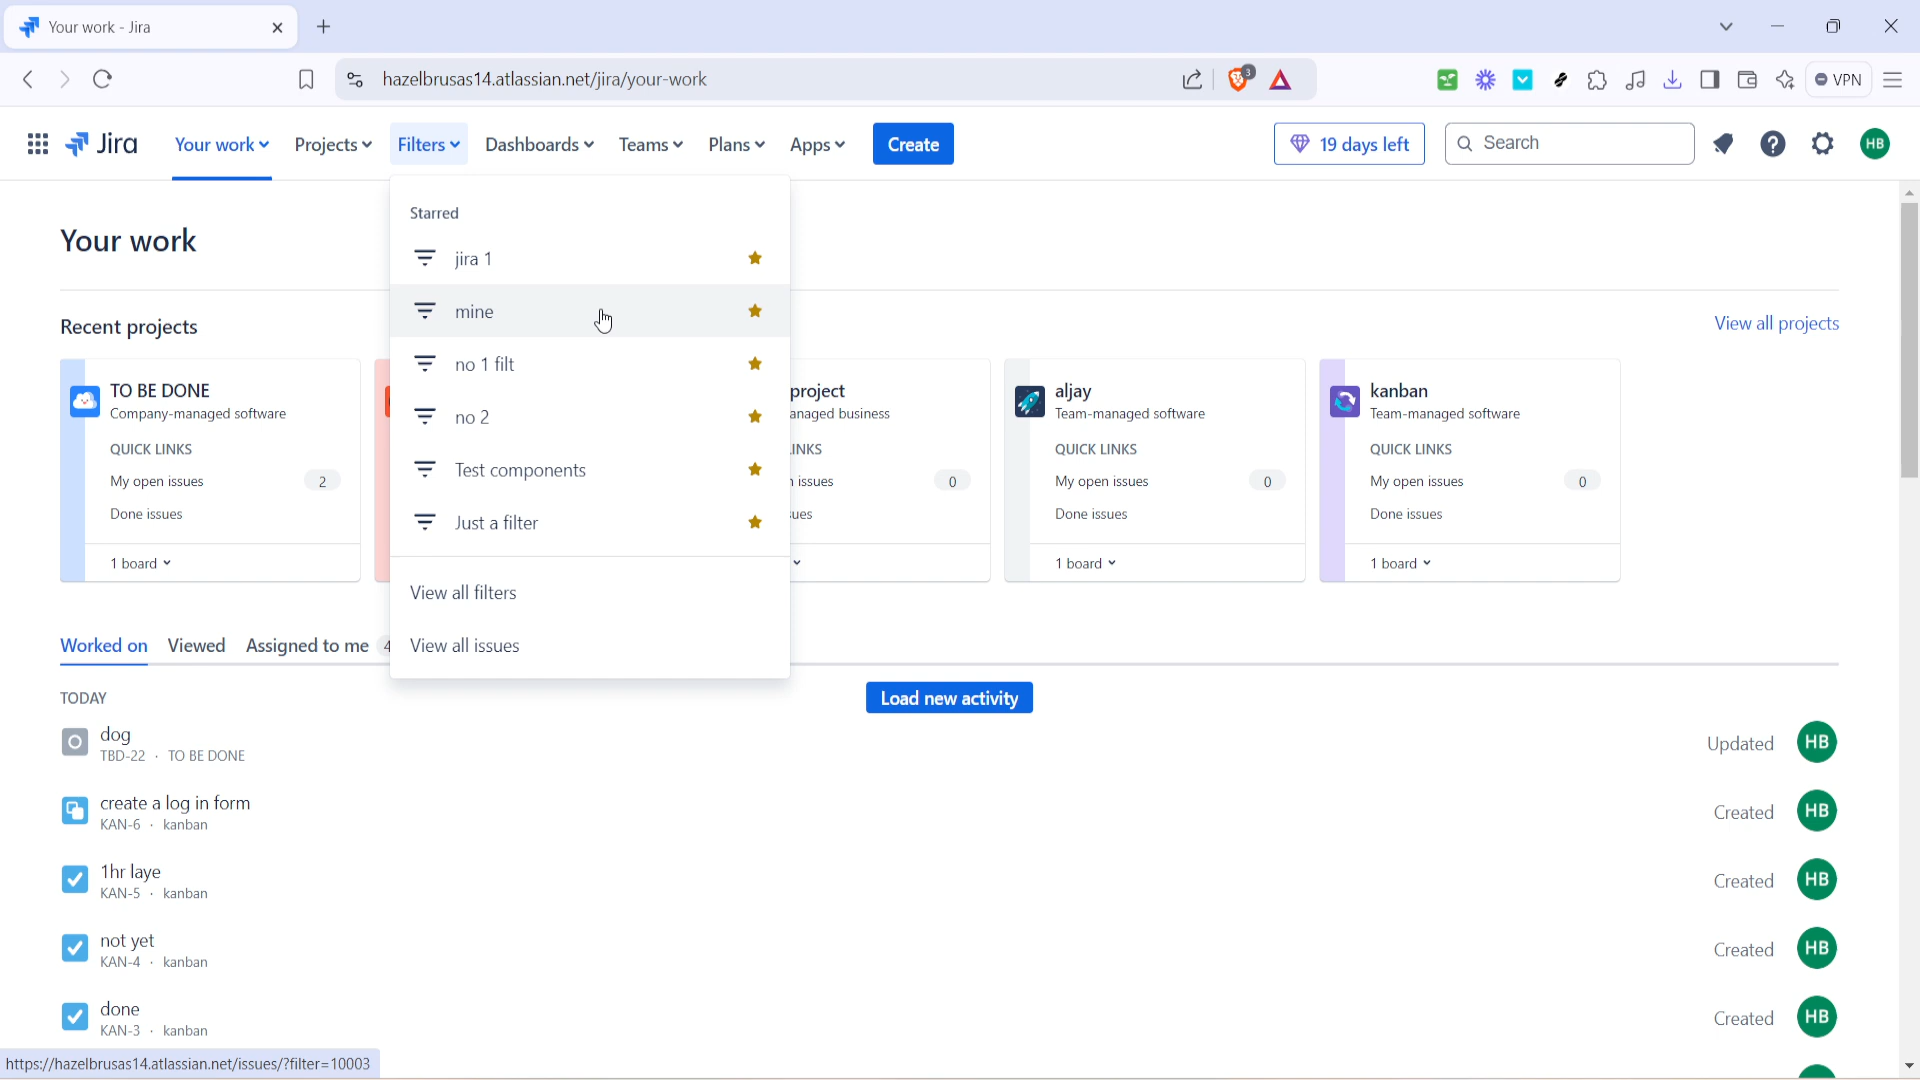 Your work - Jira
hazelbrusas14.atlassian.net/jira/your-work
3
VPN
Jira
Your work
Projects
Filters
Dashboards
Teams
Plans
Apps
Create
19 days left
Search
HB
Your work
Starred
jira 1
mine
no 1 filt
no 2
Test components
Just a filter
View all filters
View all issues
Recent projects
View all projects
TO BE DONE
Company-managed software
QUICK LINKS
My open issues 2
Done issues
1 board
project
anaged business
INKS
issues 0
ues
aljay
Team-managed software
QUICK LINKS
My open issues 0
Done issues
1 board
kanban
Team-managed software
QUICK LINKS
My open issues 0
Done issues
1 board
Worked on
Viewed
Assigned to me 4
TODAY
Load new activity
dog
TBD-22 · TO BE DONE
Updated HB
create a log in form
KAN-6 · kanban
Created HB
1hr laye
KAN-5 · kanban
Created HB
not yet
KAN-4 · kanban
Created HB
done
KAN-3 · kanban
Created HB
https://hazelbrusas14.atlassian.net/issues/?filter=10003